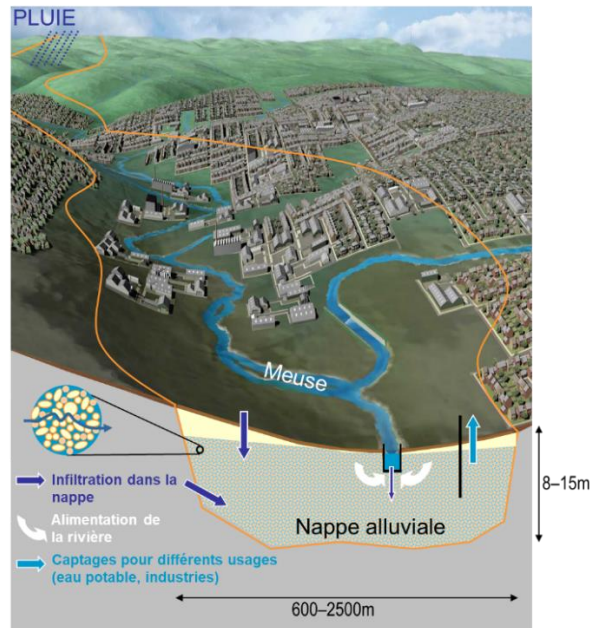 PLUIE
Meuse
Infiltration dans la
nappe
Alimentation de
la rivière
Captages pour différents usages
(eau potable, industries)
Nappe alluviale
8–15m
600–2500m